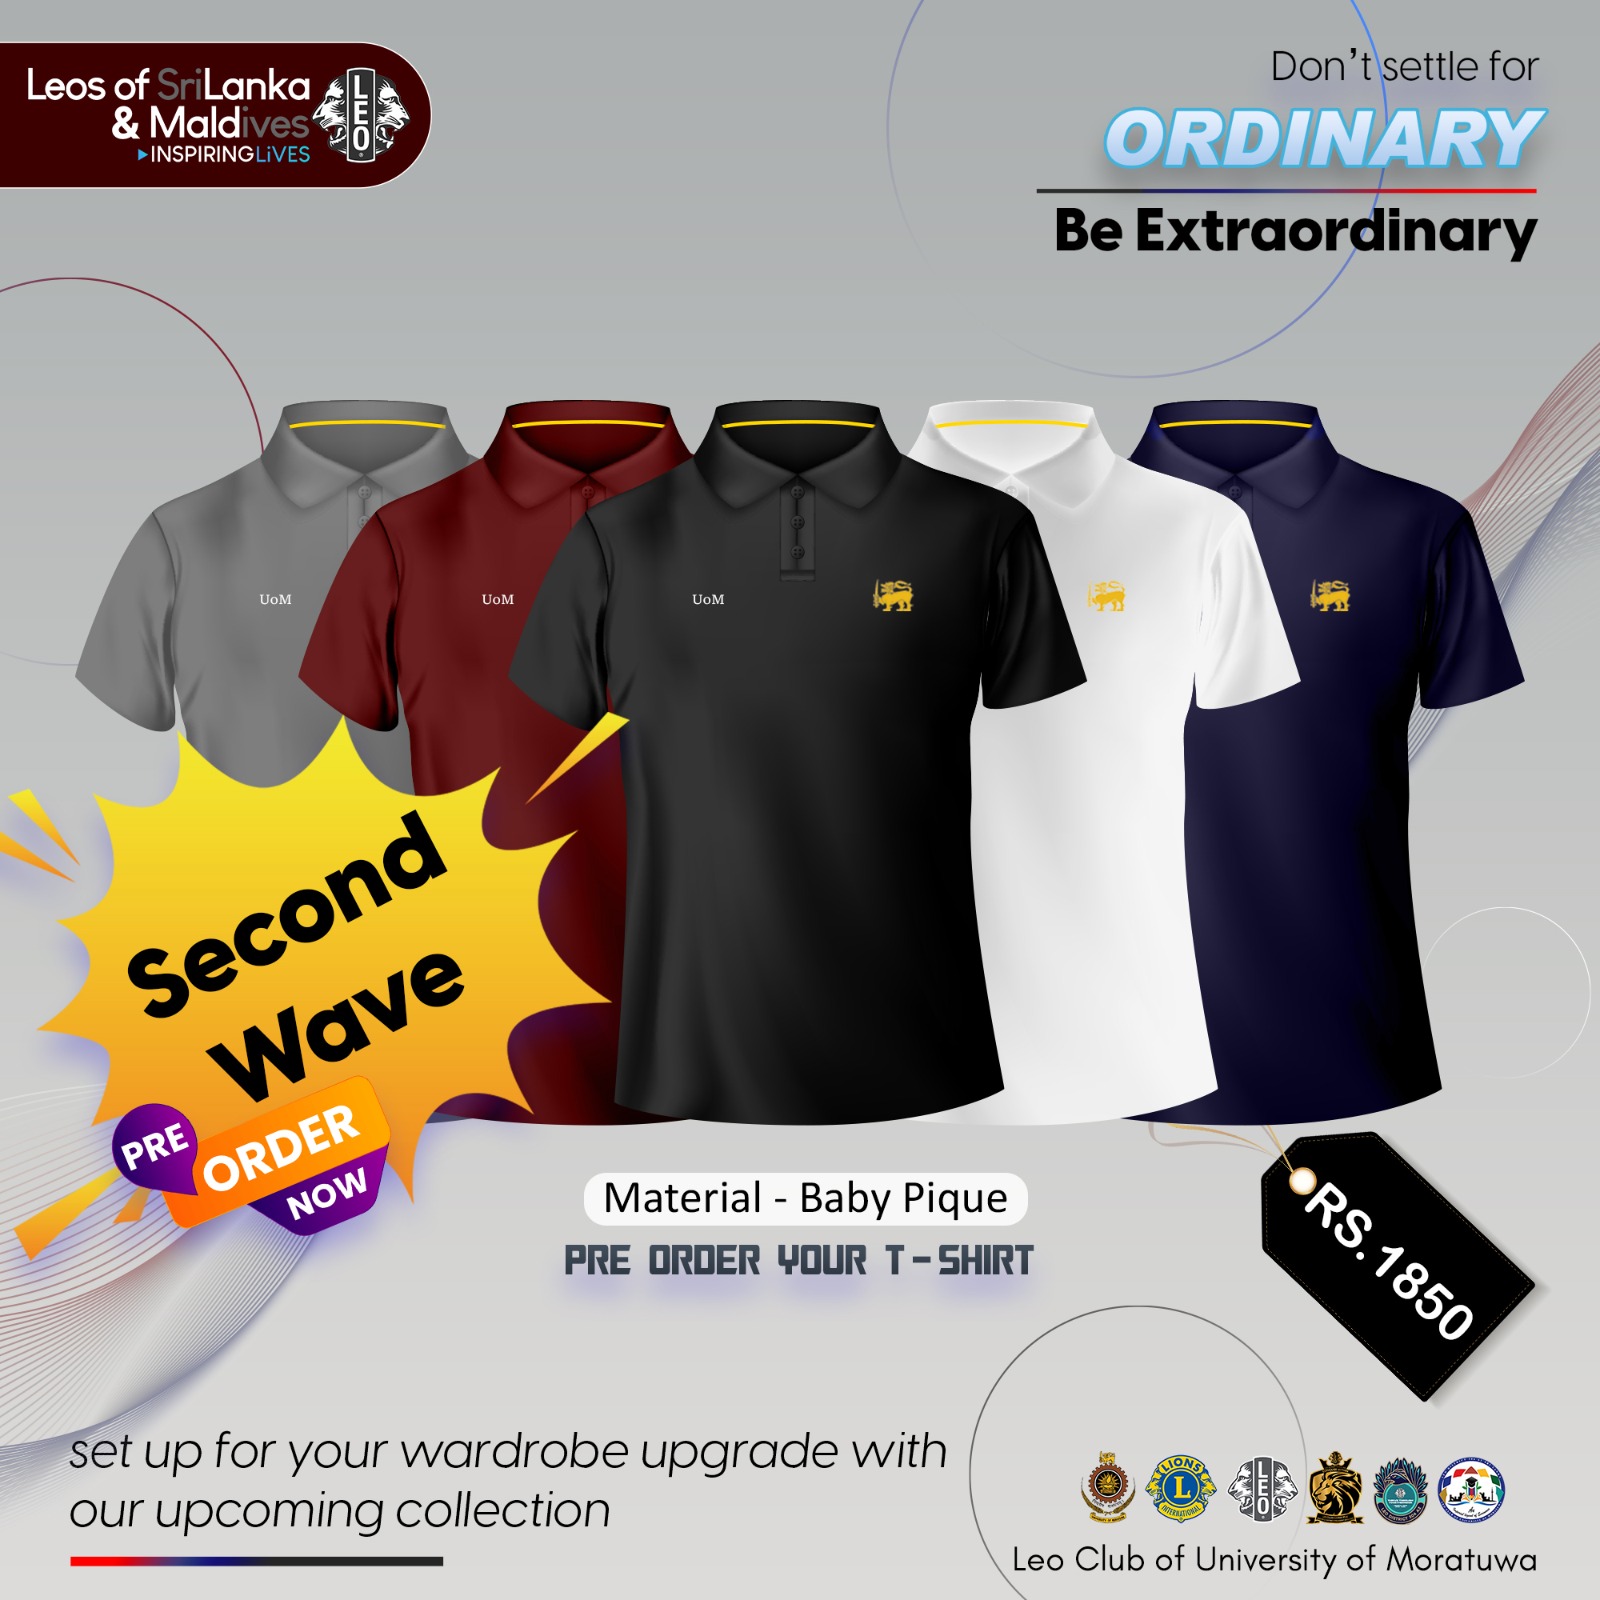 Leos of SriLanka
& Maldives
INSPIRINGLiVES
LEO
Don't settle for
ORDINARY
Be Extraordinary
UoM
UoM
UoM
Second
Wave
PRE
ORDER
NOW
Material - Baby Pique
PRE ORDER YOUR T-SHIRT
RS. 1850
set up for your wardrobe upgrade with
our upcoming collection
LIONS
L
INTERNATIONAL
LEO
Leo Club of University of Moratuwa